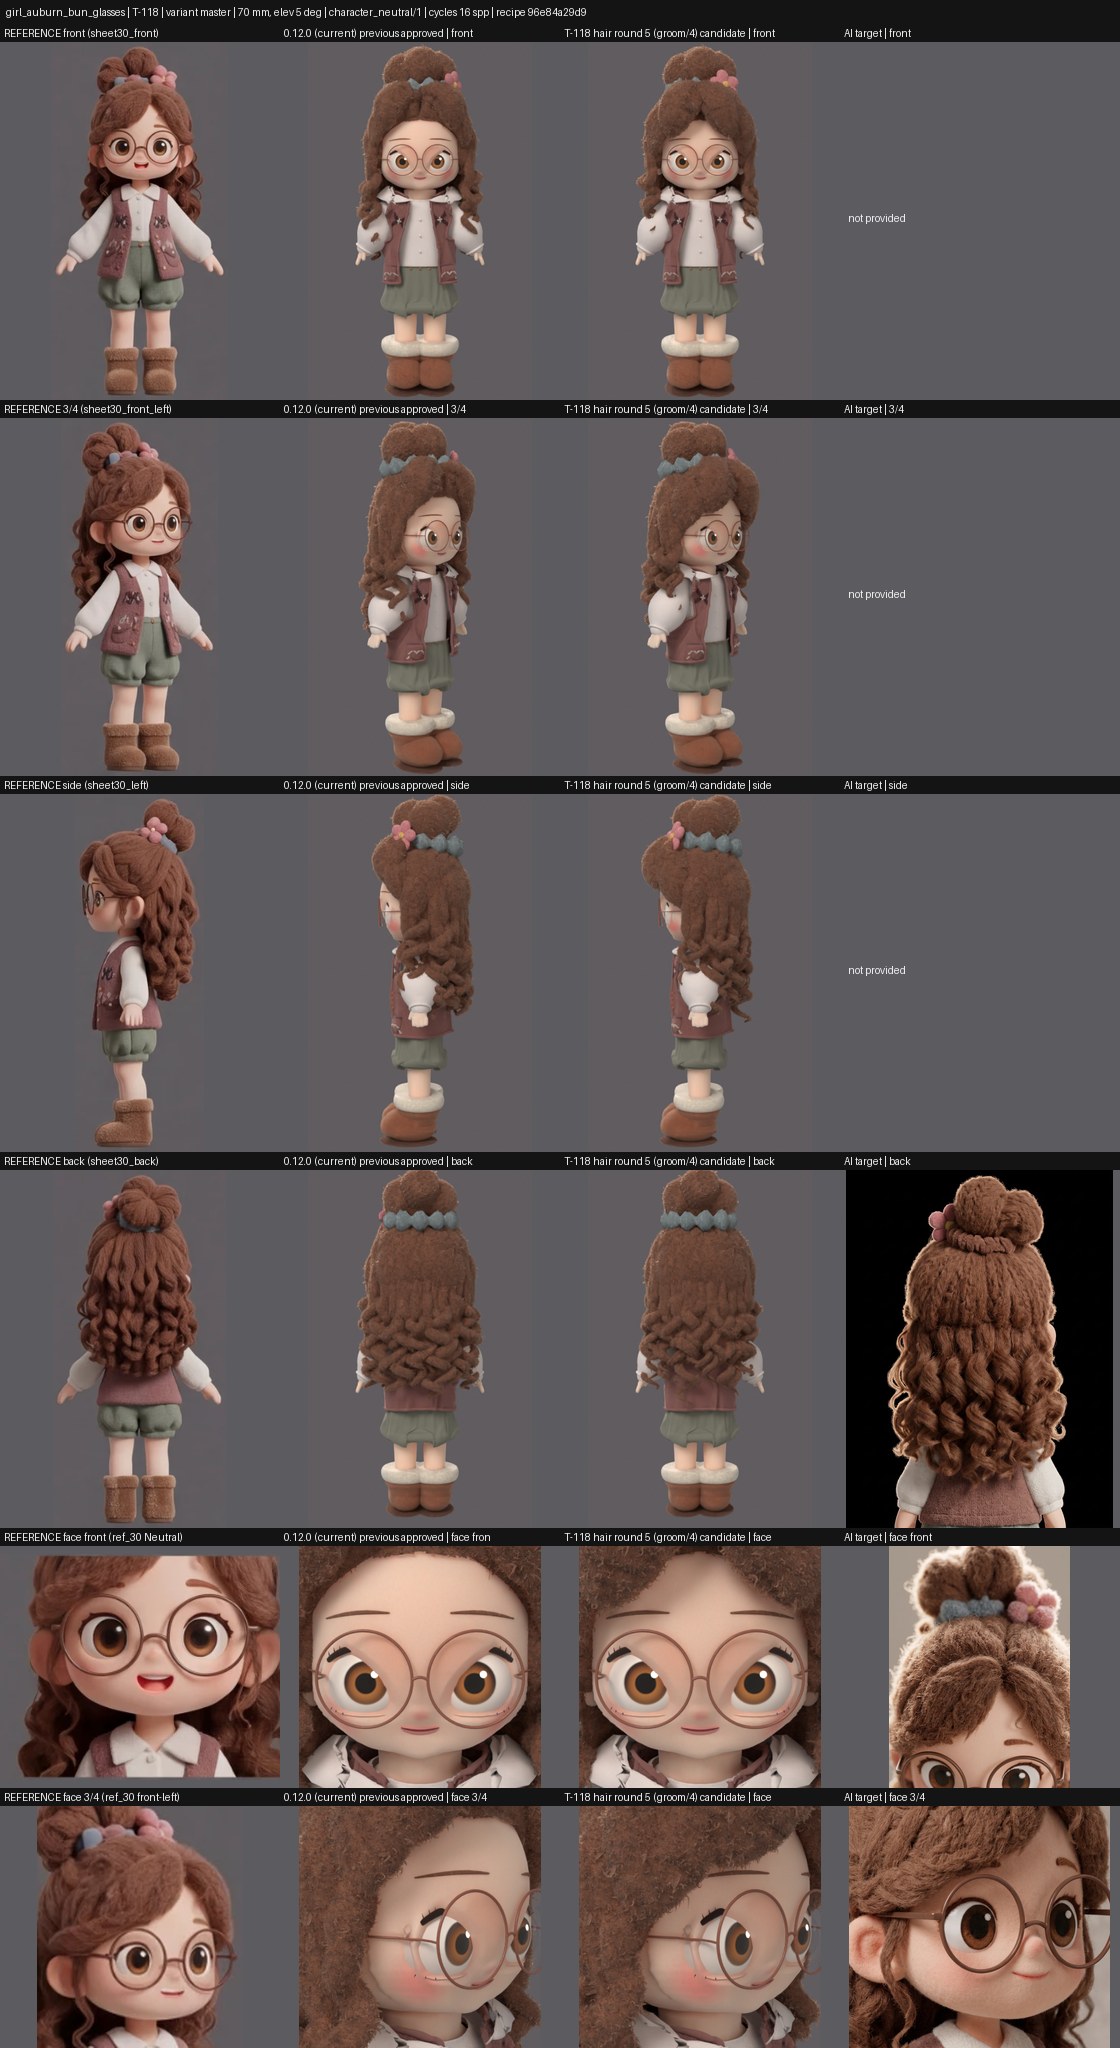 girl_auburn_bun_glasses | T-118 | variant master | 70 mm, elev 5 deg | character_neutral/1 | cycles 16 spp | recipe 96e84a29d9
REFERENCE front (sheet30_front) 0.12.0 (current) previous approved | front T-118 hair round 5 (groom/4) candidate | front AI target | front
not provided
REFERENCE 3/4 (sheet30_front_left) 0.12.0 (current) previous approved | 3/4 T-118 hair round 5 (groom/4) candidate | 3/4 AI target | 3/4
not provided
REFERENCE side (sheet30_left) 0.12.0 (current) previous approved | side T-118 hair round 5 (groom/4) candidate | side AI target | side
not provided
REFERENCE back (sheet30_back) 0.12.0 (current) previous approved | back T-118 hair round 5 (groom/4) candidate | back AI target | back
REFERENCE face front (ref_30 Neutral) 0.12.0 (current) previous approved | face fron T-118 hair round 5 (groom/4) candidate | face AI target | face front
REFERENCE face 3/4 (ref_30 front-left) 0.12.0 (current) previous approved | face 3/4 T-118 hair round 5 (groom/4) candidate | face AI target | face 3/4